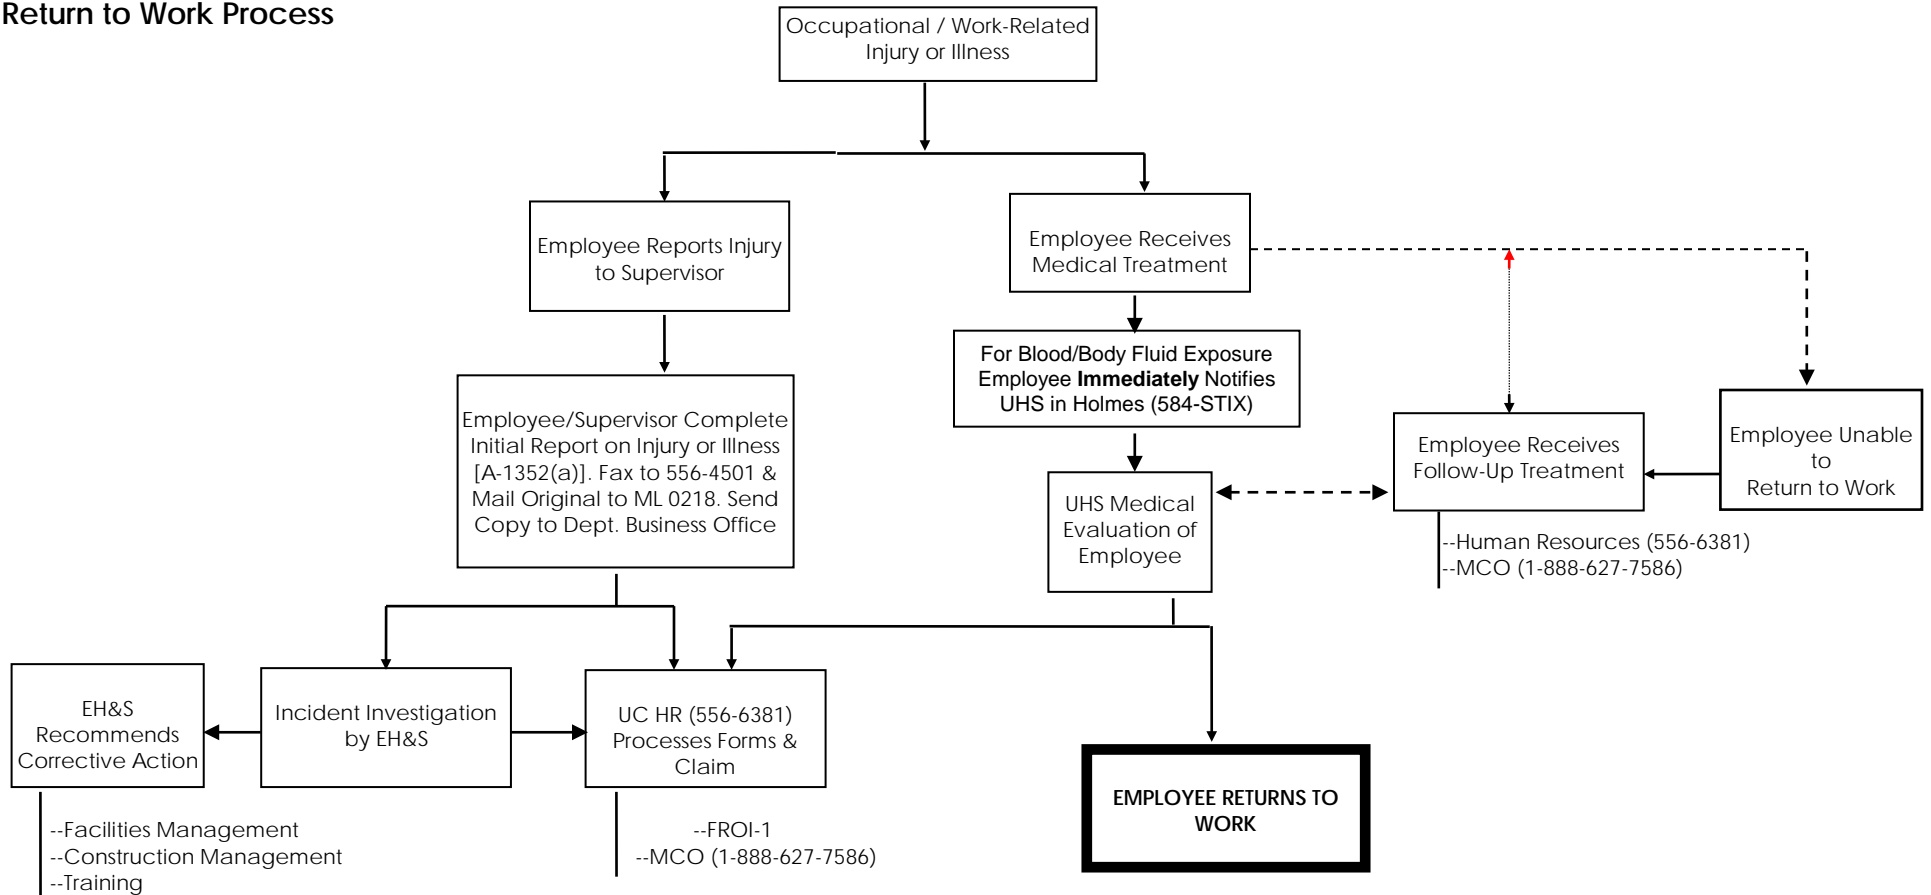 Return to Work Process
Occupational / Work-Related
Injury or Illness
Employee Reports Injury
to Supervisor
Employee Receives
Medical Treatment
For Blood/Body Fluid Exposure
Employee Immediately Notifies
UHS in Holmes (584-STIX)
Employee/Supervisor Complete
Initial Report on Injury or Illness
[A-1352(a)]. Fax to 556-4501 &
Mail Original to ML 0218. Send
Copy to Dept. Business Office
UHS Medical
Evaluation of
Employee
Employee Receives
Follow-Up Treatment
Employee Unable
to
Return to Work
--Human Resources (556-6381)
--MCO (1-888-627-7586)
EH&S
Recommends
Corrective Action
Incident Investigation
by EH&S
UC HR (556-6381)
Processes Forms &
Claim
EMPLOYEE RETURNS TO
WORK
--Facilities Management
--Construction Management
--Training
--FROI-1
--MCO (1-888-627-7586)